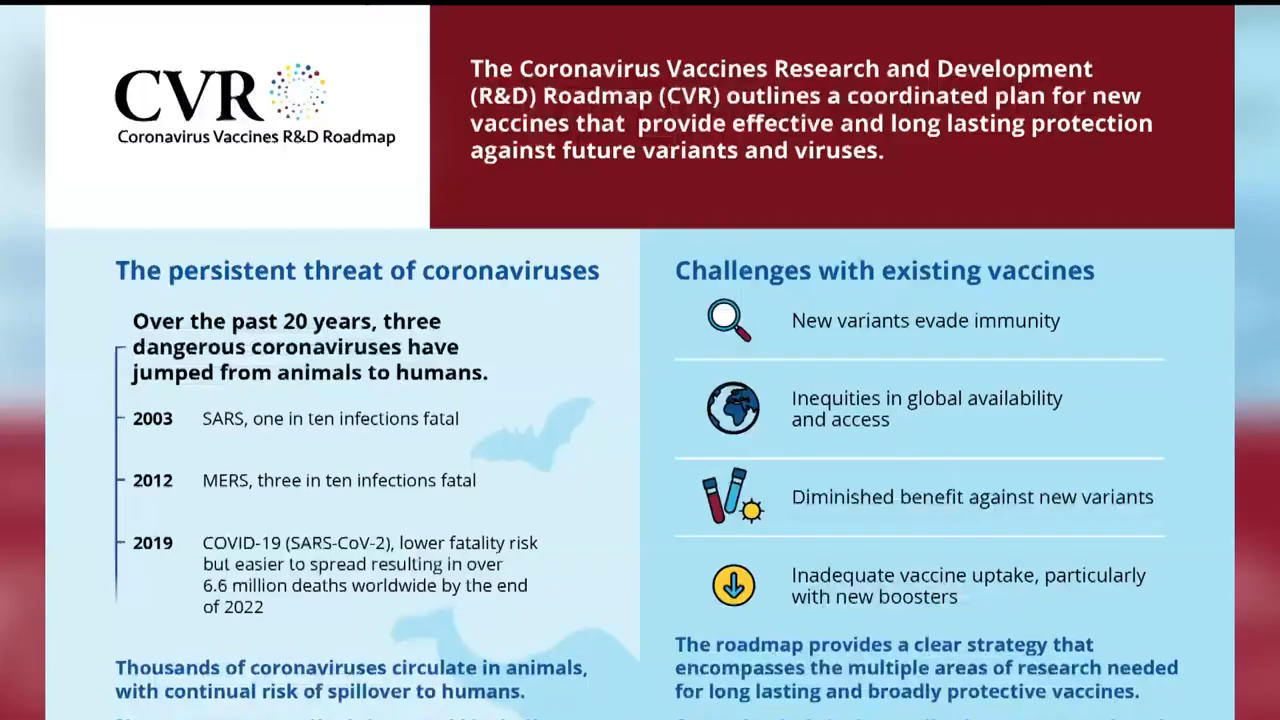 CVR
Coronavirus Vaccines R&D Roadmap
The Coronavirus Vaccines Research and Development
(R&D) Roadmap (CVR) outlines a coordinated plan for new
vaccines that provide effective and long lasting protection
against future variants and viruses.
The persistent threat of coronaviruses
Over the past 20 years, three
dangerous coronaviruses have
jumped from animals to humans.
2003 SARS, one in ten infections fatal
2012 MERS, three in ten infections fatal
2019 COVID-19 (SARS-CoV-2), lower fatality risk
but easier to spread resulting in over
6.6 million deaths worldwide by the end
of 2022
Thousands of coronaviruses circulate in animals,
with continual risk of spillover to humans.
Challenges with existing vaccines
New variants evade immunity
Inequities in global availability
and access
Diminished benefit against new variants
Inadequate vaccine uptake, particularly
with new boosters
The roadmap provides a clear strategy that
encompasses the multiple areas of research needed
for long lasting and broadly protective vaccines.